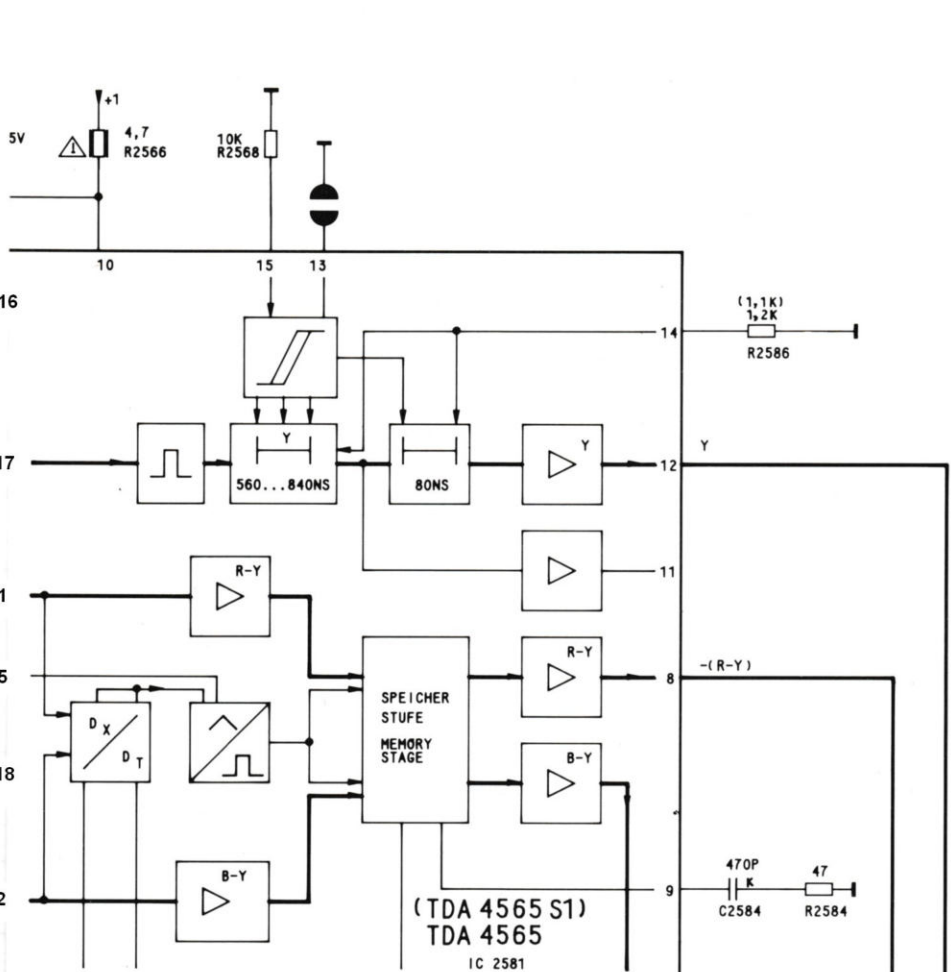 +1
5V
4,7
R2566
10K
R2568
10
15
13
16
(1,1K)
1,2K
14
R2586
Y
Y
Y
17
12
560...840NS
80NS
11
R-Y
1
R-Y
-(R-Y)
5
8
SPEICHER
STUFE
MEMORY
STAGE
DX
DT
B-Y
18
B-Y
470P
K
47
9
2
C2584
R2584
(TDA 4565 S1)
TDA 4565
IC 2581